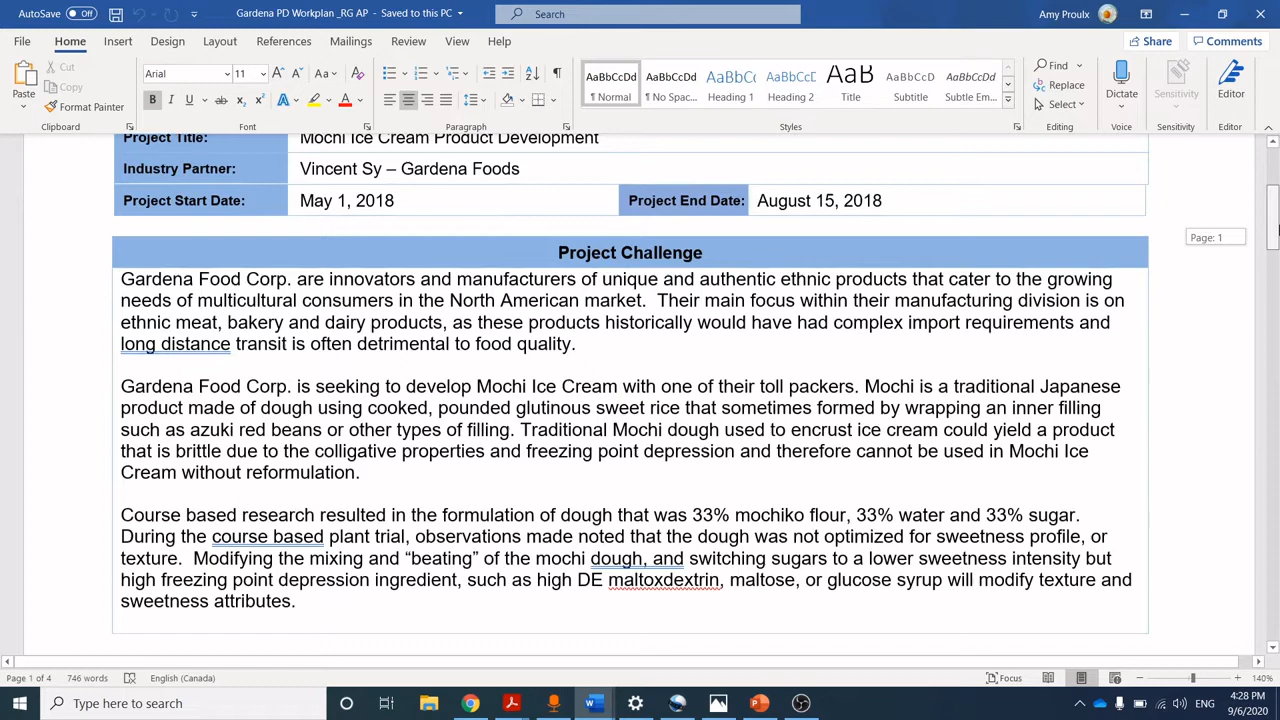 AutoSave Off Gardena PD Workplan _RG AP - Saved to this PC Search Amy Proulx
File Home Insert Design Layout References Mailings Review View Help Share Comments
Paste Cut Copy Format Painter Clipboard
Arial 11 Font
Paragraph
AaBbCcDd AaBbCcDd AaBbCc AaBbCcD AaB AaBbCcD AaBbCcDd
¶ Normal ¶ No Spac... Heading 1 Heading 2 Title Subtitle Subtle Em... Styles
Find Replace Select Editing
Dictate Voice
Sensitivity Sensitivity
Editor Editor
Project Title: Mochi Ice Cream Product Development
Industry Partner: Vincent Sy – Gardena Foods
Project Start Date: May 1, 2018 Project End Date: August 15, 2018
Page: 1
Project Challenge
Gardena Food Corp. are innovators and manufacturers of unique and authentic ethnic products that cater to the growing
needs of multicultural consumers in the North American market. Their main focus within their manufacturing division is on
ethnic meat, bakery and dairy products, as these products historically would have had complex import requirements and
long distance transit is often detrimental to food quality.
Gardena Food Corp. is seeking to develop Mochi Ice Cream with one of their toll packers. Mochi is a traditional Japanese
product made of dough using cooked, pounded glutinous sweet rice that sometimes formed by wrapping an inner filling
such as azuki red beans or other types of filling. Traditional Mochi dough used to encrust ice cream could yield a product
that is brittle due to the colligative properties and freezing point depression and therefore cannot be used in Mochi Ice
Cream without reformulation.
Course based research resulted in the formulation of dough that was 33% mochiko flour, 33% water and 33% sugar.
During the course based plant trial, observations made noted that the dough was not optimized for sweetness profile, or
texture. Modifying the mixing and “beating” of the mochi dough, and switching sugars to a lower sweetness intensity but
high freezing point depression ingredient, such as high DE maltoxdextrin, maltose, or glucose syrup will modify texture and
sweetness attributes.
Page 1 of 4 746 words English (Canada) Focus 140%
Type here to search ENG 4:28 PM
9/6/2020